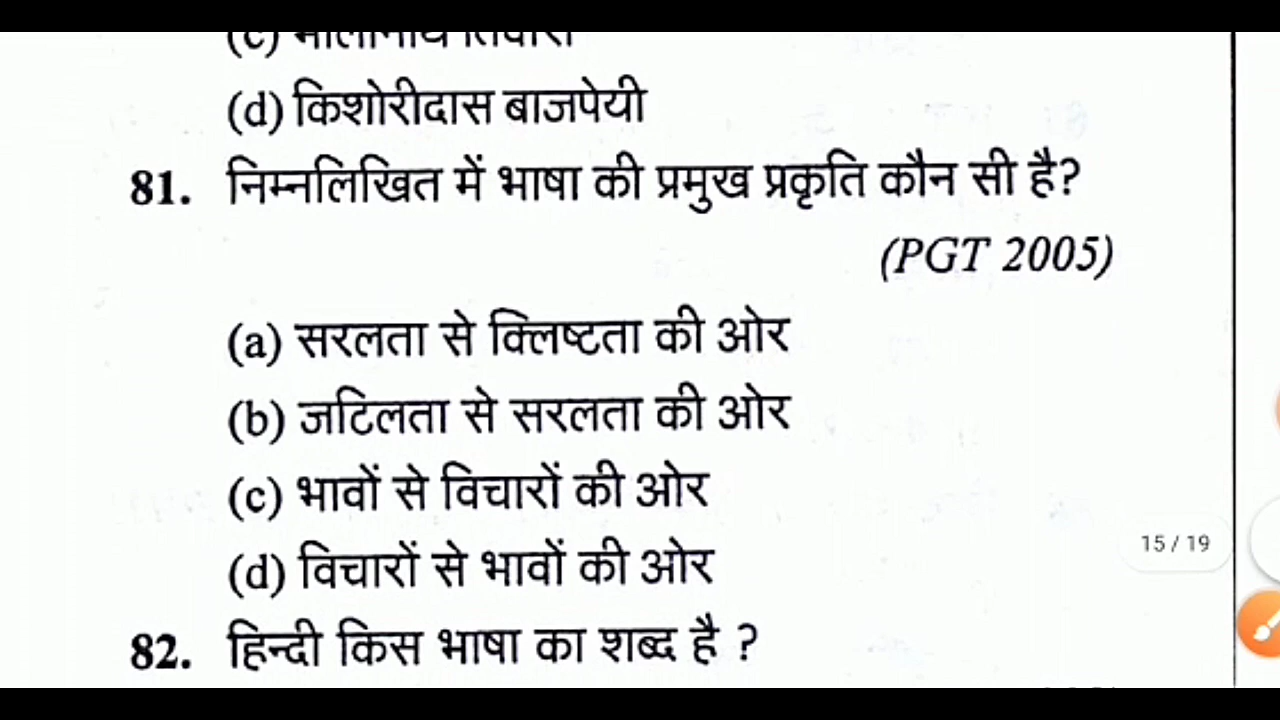 (c)
(d) किशोरीदास बाजपेयी
81. निम्नलिखित में भाषा की प्रमुख प्रकृति कौन सी है?
(PGT 2005)
(a) सरलता से क्लिष्टता की ओर
(b) जटिलता से सरलता की ओर
(c) भावों से विचारों की ओर
(d) विचारों से भावों की ओर
15 / 19
82. हिन्दी किस भाषा का शब्द है ?